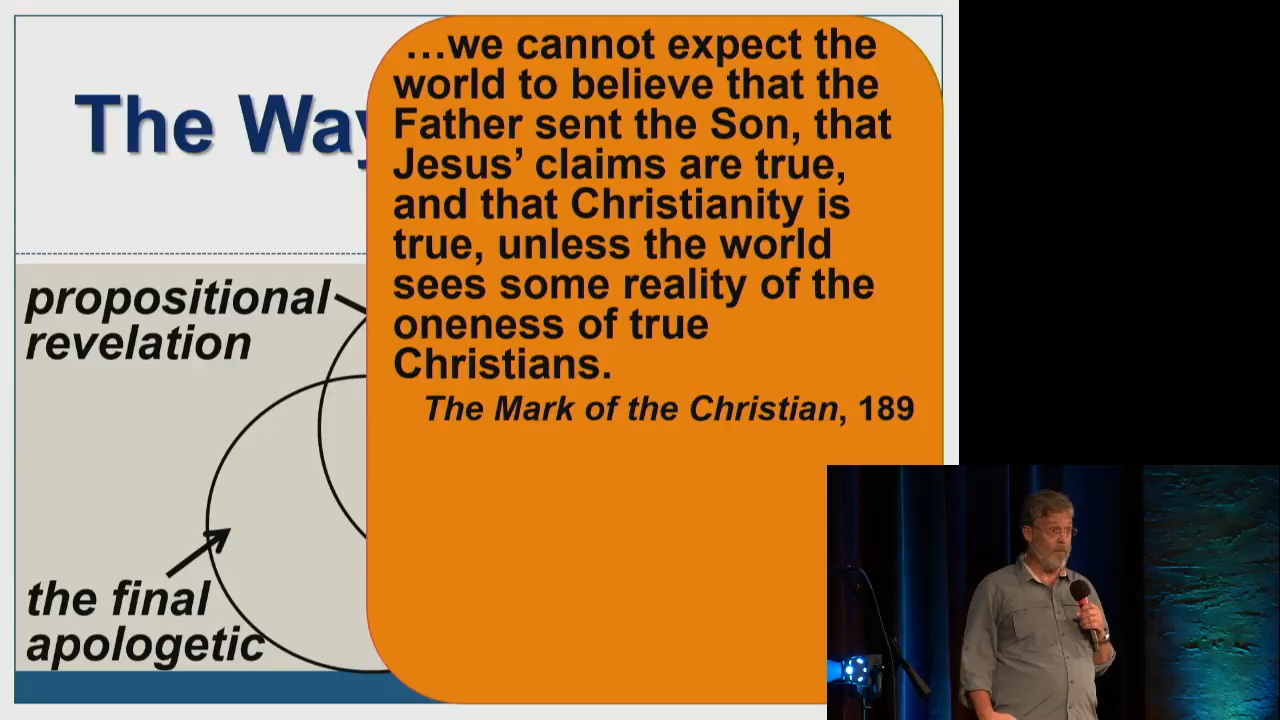 The Way
…we cannot expect the
world to believe that the
Father sent the Son, that
Jesus’ claims are true,
and that Christianity is
true, unless the world
sees some reality of the
oneness of true
Christians.
The Mark of the Christian, 189
propositional
revelation
the final
apologetic